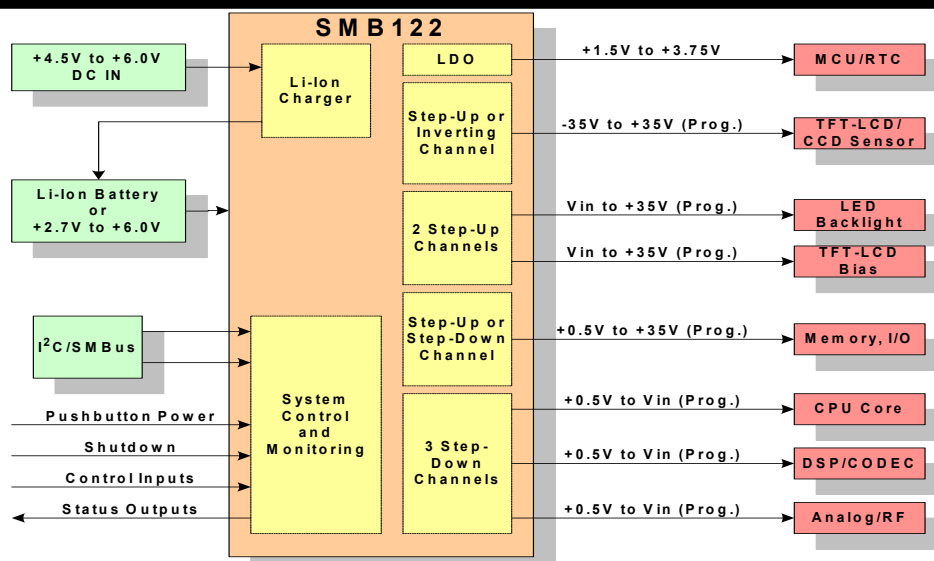 SMB122
+4.5V to +6.0V
DC IN
Li-Ion
Charger
LDO
+1.5V to +3.75V
MCU/RTC
Step-Up or
Inverting
Channel
-35V to +35V (Prog.)
TFT-LCD/
CCD Sensor
Li-Ion Battery
or
+2.7V to +6.0V
2 Step-Up
Channels
Vin to +35V (Prog.)
LED
Backlight
Vin to +35V (Prog.)
TFT-LCD
Bias
I²C/SMBus
Step-Up or
Step-Down
Channel
+0.5V to +35V (Prog.)
Memory, I/O
System
Control
and
Monitoring
Pushbutton Power
Shutdown
Control Inputs
Status Outputs
3 Step-
Down
Channels
+0.5V to Vin (Prog.)
CPU Core
+0.5V to Vin (Prog.)
DSP/CODEC
+0.5V to Vin (Prog.)
Analog/RF